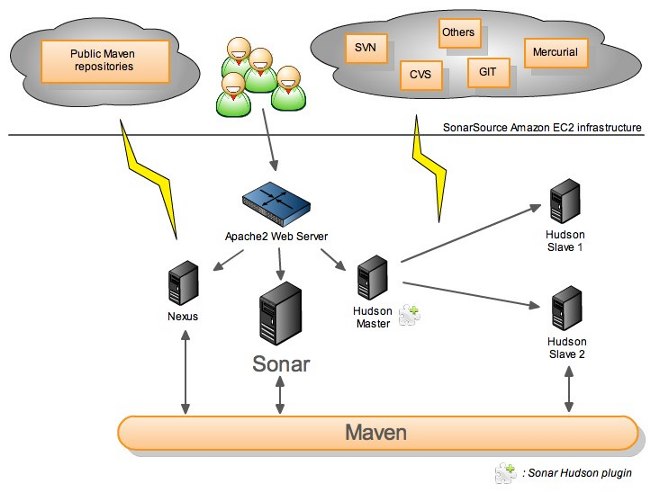 Public Maven
repositories
SVN
Others
Mercurial
CVS
GIT
SonarSource Amazon EC2 infrastructure
Apache2 Web Server
Hudson
Slave 1
Nexus
Hudson
Master
Sonar
Hudson
Slave 2
Maven
: Sonar Hudson plugin